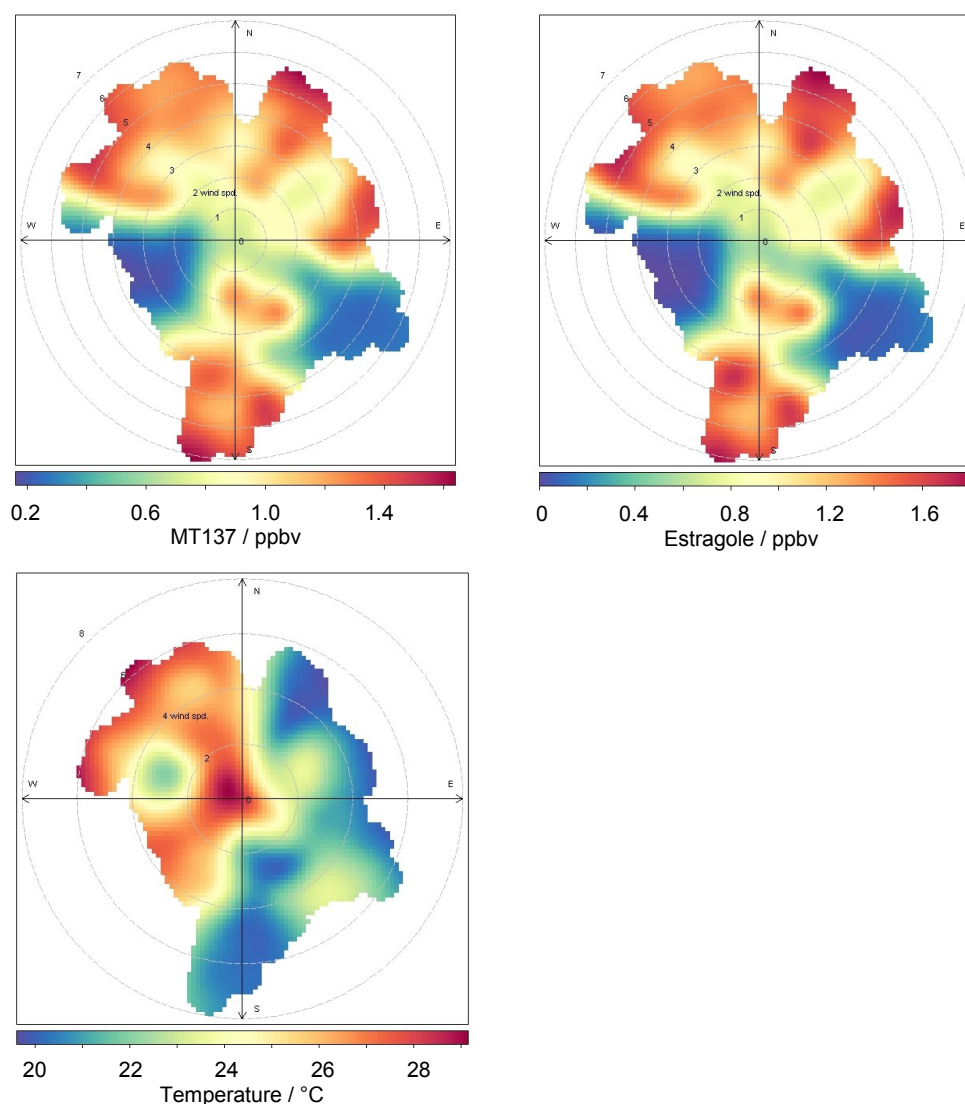 N
7
6
5
4
3
2 wind spd.
1
W
E
0
S
0.2 0.6 1.0 1.4
MT137 / ppbv
N
7
6
5
4
3
2 wind spd.
1
W
E
0
S
0 0.4 0.8 1.2 1.6
Estragole / ppbv
N
8
6
4 wind spd.
2
W
E
0
S
20 22 24 26 28
Temperature / °C